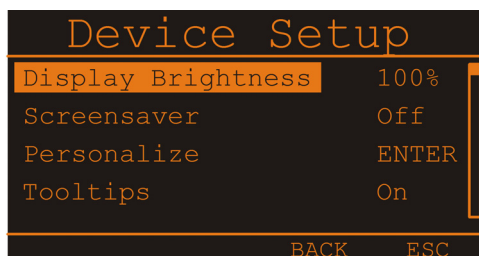 Device Setup
Display Brightness 100%
Screensaver Off
Personalize ENTER
Tooltips On
BACK ESC